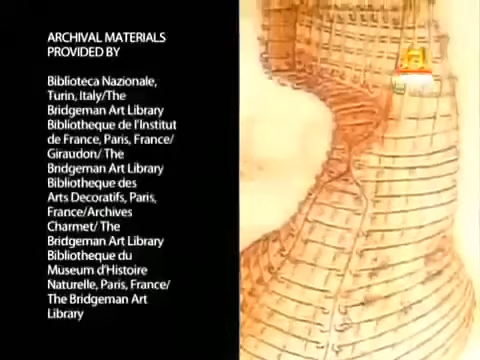 ARCHIVAL MATERIALS
PROVIDED BY
Biblioteca Nazionale,
Turin, Italy/The
Bridgeman Art Library
Bibliotheque de l'Institut
de France, Paris, France/
Giraudon/ The
Bridgeman Art Library
Bibliotheque des
Arts Decoratifs, Paris,
France/Archives
Charmet/ The
Bridgeman Art Library
Bibliotheque du
Museum d'Histoire
Naturelle, Paris, France/
The Bridgeman Art
Library